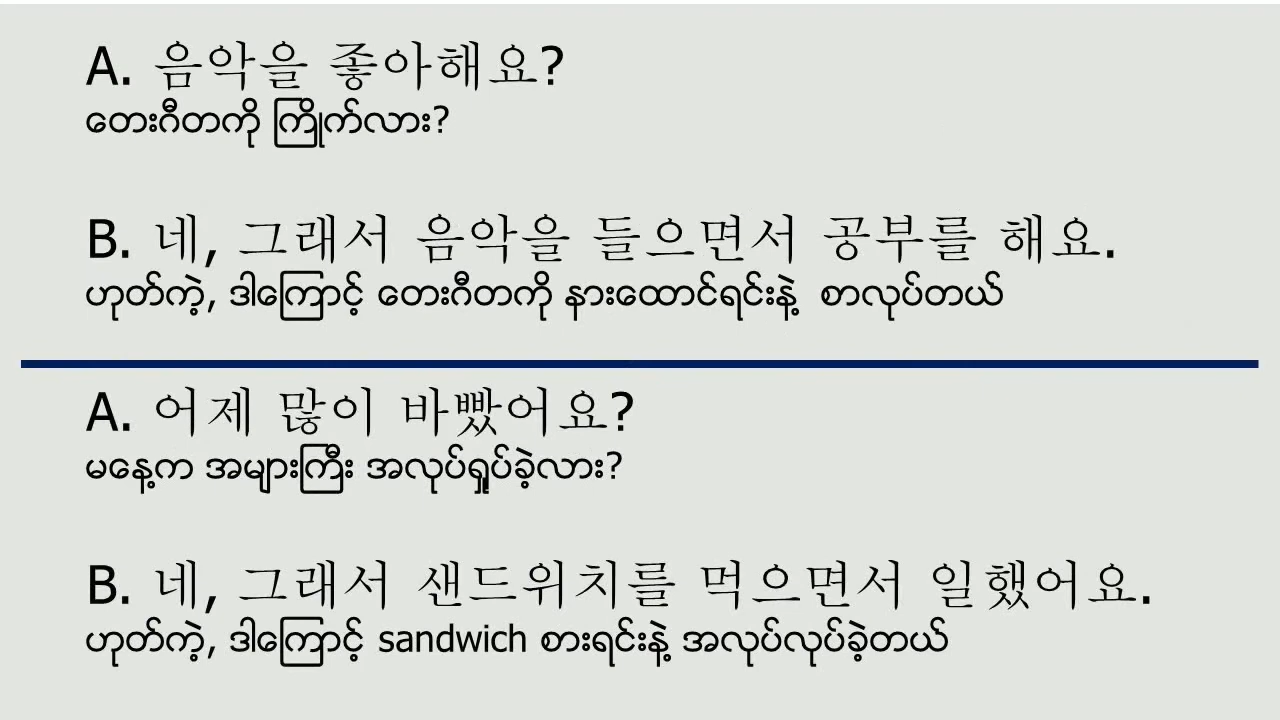 A. 음악을 좋아해요?
တေးဂီတကို ကြိုက်လား?
B. 네, 그래서 음악을 들으면서 공부를 해요.
ဟုတ်ကဲ့, ဒါကြောင့် တေးဂီတကို နားထောင်ရင်းနဲ့ စာလုပ်တယ်
A. 어제 많이 바빴어요?
မနေ့က အများကြီး အလုပ်ရှုပ်ခဲ့လား?
B. 네, 그래서 샌드위치를 먹으면서 일했어요.
ဟုတ်ကဲ့, ဒါကြောင့် sandwich စားရင်းနဲ့ အလုပ်လုပ်ခဲ့တယ်